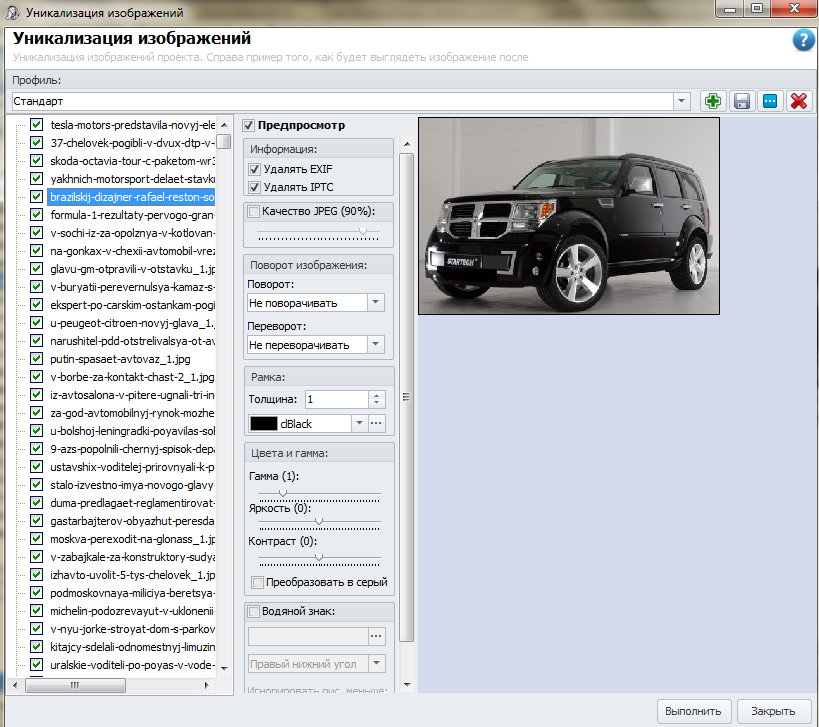 Уникализация изображений
Уникализация изображений
Уникализация изображений проекта. Справа пример того, как будет выглядеть изображение после
Профиль:
Стандарт
tesla-motors-predstavila-novyj-ele
37-chelovek-pogibli-v-dvux-dtp-v-
skoda-octavia-tour-c-paketom-wr3
yakhnich-motorsport-delaet-stavku
brazilskij-dizajner-rafael-reston-so
formula-1-rezultaty-pervogo-gran-
v-sochi-iz-za-opolznya-v-kotlovan-
na-gonkax-v-chexii-avtomobil-vrez
glavu-gm-otpravili-v-otstavku_1.jp
v-buryatii-perevernulsya-kamaz-s-
ekspert-po-carskim-ostankam-pogi
u-peugeot-citroen-novyj-glava_1.
narushitel-pdd-otstrelivalsya-ot-av
putin-spasaet-avtovaz_1.jpg
v-borbe-za-kontakt-chast-2_1.jpg
iz-avtosalona-v-pitere-ugnali-tri-in
za-god-avtomobilnyj-rynok-mozhe
u-bolshoj-leningradki-poyavilas-sol
9-azs-popolnili-chernyj-spisok-depa
ustavshix-voditelej-prirovnyali-k-p
stalo-izvestno-imya-novogo-glavy-
duma-predlagaet-reglamentirovat-
gastarbajterov-obyazhut-peresda
moskva-perexodit-na-glonass_1.jp
v-zabajkale-za-konstruktory-sudya
izhavto-uvolit-5-tys-chelovek_1.jp
podmoskovnaya-miliciya-beretsya-
michelin-podozrevayut-v-uklonenii-
v-nyu-jorke-stroyat-dom-s-parkov
kitajcy-sdelali-odnomestnyj-limuzin
uralskie-voditeli-po-poyas-v-vode-
Предпросмотр
Информация:
Удалять EXIF
Удалять IPTC
Качество JPEG (90%):
Поворот изображения:
Поворот:
Не поворачивать
Переворот:
Не переворачивать
Рамка:
Толщина: 1
clBlack
Цвета и гамма:
Гамма (1):
Яркость (0):
Контраст (0):
Преобразовать в серый
Водяной знак:
Правый нижний угол
Игнорировать рис. меньше:
STARTECH
Выполнить
Закрыть